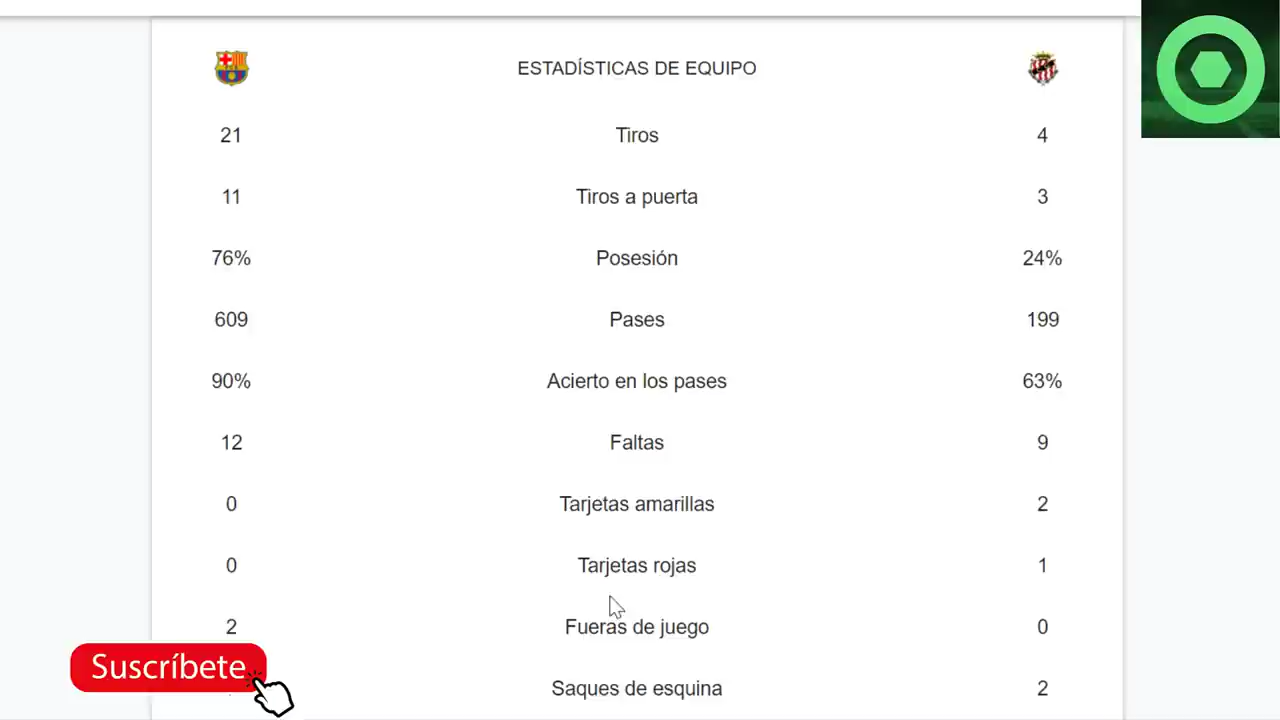 ESTADÍSTICAS DE EQUIPO
21 Tiros 4
11 Tiros a puerta 3
76% Posesión 24%
609 Pases 199
90% Acierto en los pases 63%
12 Faltas 9
0 Tarjetas amarillas 2
0 Tarjetas rojas 1
2 Fueras de juego 0
Suscríbete
Saques de esquina 2